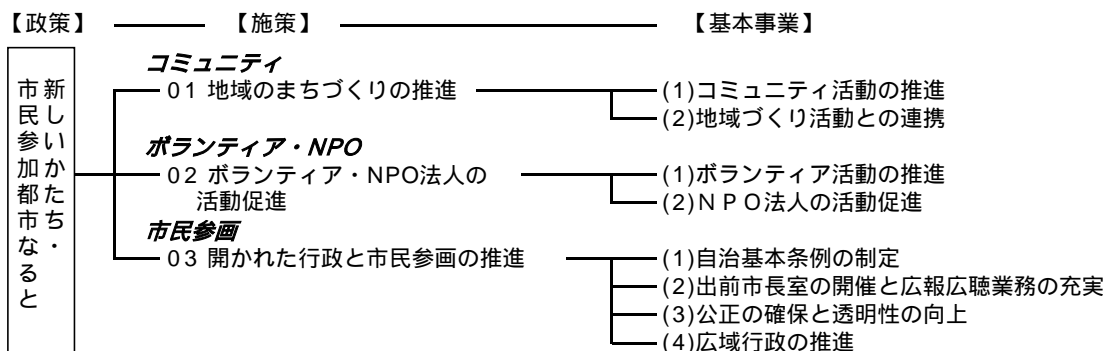 【政策】 【施策】 【基本事業】
新しいかたち・
市民参加都市なると
コミュニティ
01 地域のまちづくりの推進
(1)コミュニティ活動の推進
(2)地域づくり活動との連携
ボランティア・NPO
02 ボランティア・NPO法人の
活動促進
(1)ボランティア活動の推進
(2)ＮＰＯ法人の活動促進
市民参画
03 開かれた行政と市民参画の推進
(1)自治基本条例の制定
(2)出前市長室の開催と広報広聴業務の充実
(3)公正の確保と透明性の向上
(4)広域行政の推進